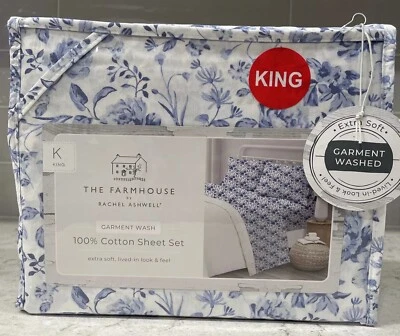 KING
Extra Soft
GARMENT
WASHED
Lived-in Look & Feel
K
KING
THE FARMHOUSE
BY
RACHEL ASHWELL®
GARMENT WASH
100% Cotton Sheet Set
extra soft, lived-in look & feel